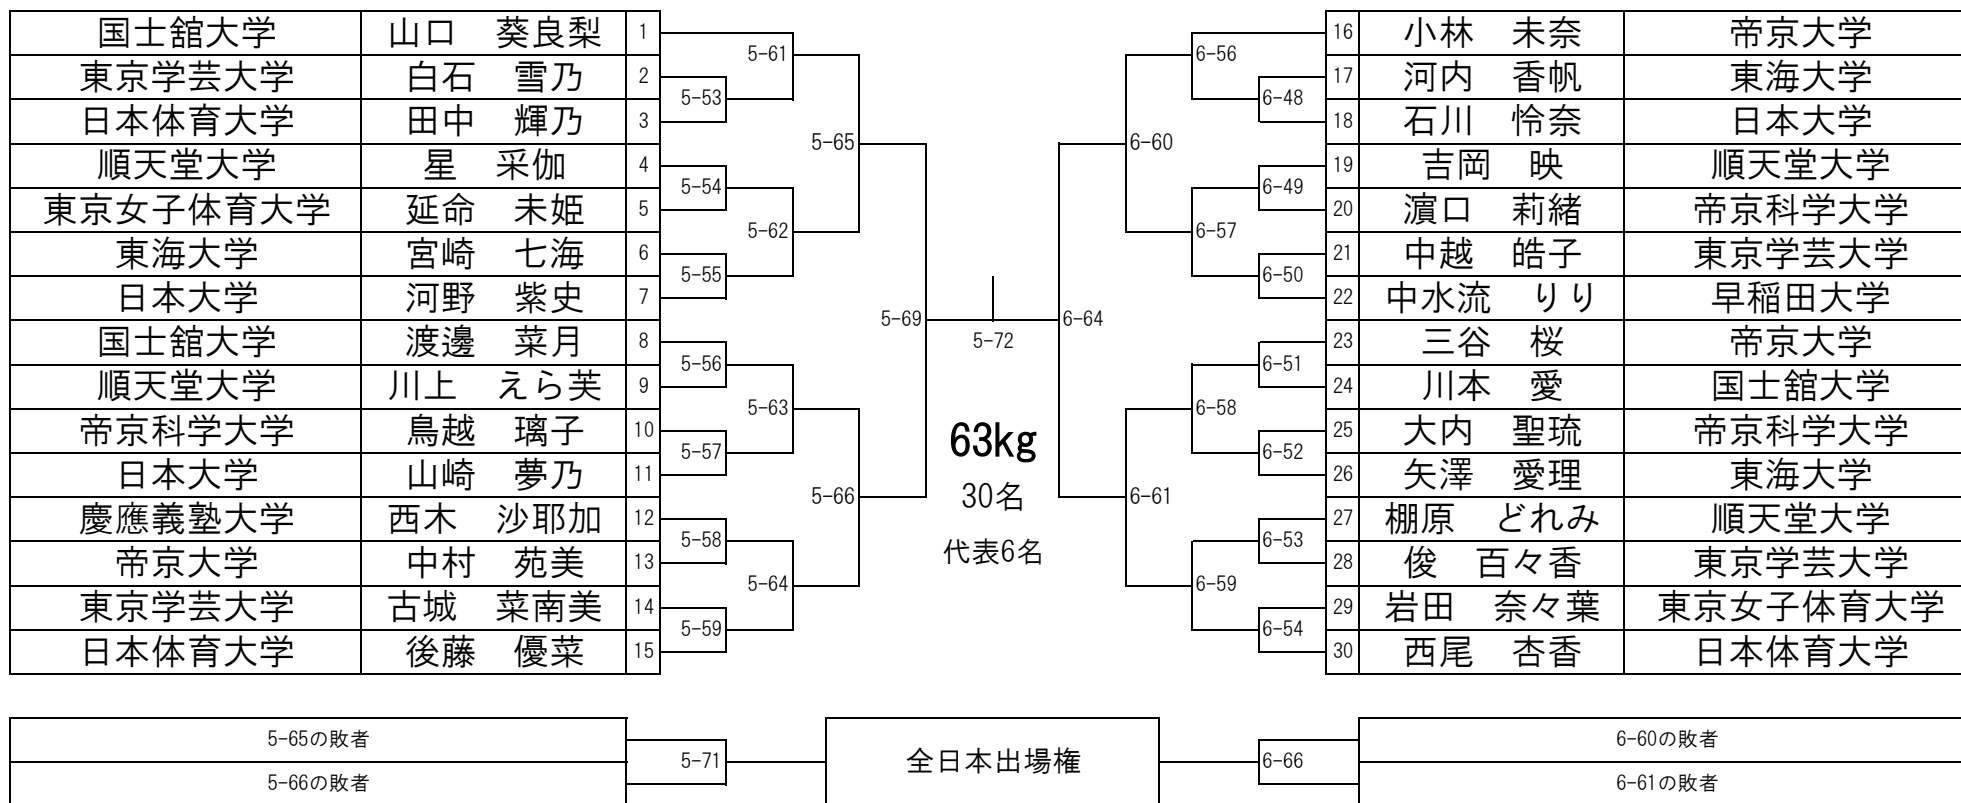 国士舘大学 山口 葵良梨 1
東京学芸大学 白石 雪乃 2
日本体育大学 田中 輝乃 3
順天堂大学 星 采伽 4
東京女子体育大学 延命 未姫 5
東海大学 宮崎 七海 6
日本大学 河野 紫史 7
国士舘大学 渡邊 菜月 8
順天堂大学 川上 えら芙 9
帝京科学大学 鳥越 璃子 10
日本大学 山崎 夢乃 11
慶應義塾大学 西木 沙耶加 12
帝京大学 中村 苑美 13
東京学芸大学 古城 菜南美 14
日本体育大学 後藤 優菜 15
5-53
5-54
5-55
5-56
5-57
5-58
5-59
5-61
5-62
5-63
5-64
5-65
5-66
5-69
5-72
63kg
30名
代表6名
6-64
6-60
6-61
6-56
6-57
6-58
6-59
6-48
6-49
6-50
6-51
6-52
6-53
6-54
16 小林 未奈 帝京大学
17 河内 香帆 東海大学
18 石川 怜奈 日本大学
19 吉岡 映 順天堂大学
20 濵口 莉緒 帝京科学大学
21 中越 皓子 東京学芸大学
22 中水流 りり 早稲田大学
23 三谷 桜 帝京大学
24 川本 愛 国士舘大学
25 大内 聖琉 帝京科学大学
26 矢澤 愛理 東海大学
27 棚原 どれみ 順天堂大学
28 俊 百々香 東京学芸大学
29 岩田 奈々葉 東京女子体育大学
30 西尾 杏香 日本体育大学
5-65の敗者
5-66の敗者
5-71
全日本出場権
6-66
6-60の敗者
6-61の敗者